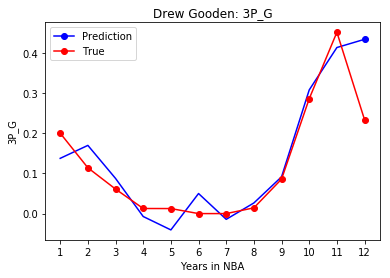 Drew Gooden: 3P_G
Prediction
True
0.4
0.3
0.2
0.1
0.0
3P_G
1 2 3 4 5 6 7 8 9 10 11 12
Years in NBA